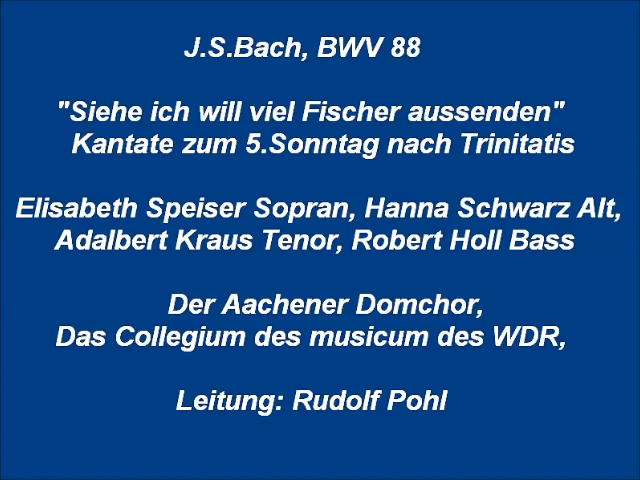 J.S.Bach, BWV 88
"Siehe ich will viel Fischer aussenden"
Kantate zum 5.Sonntag nach Trinitatis
Elisabeth Speiser Sopran, Hanna Schwarz Alt,
Adalbert Kraus Tenor, Robert Holl Bass
Der Aachener Domchor,
Das Collegium des musicum des WDR,
Leitung: Rudolf Pohl